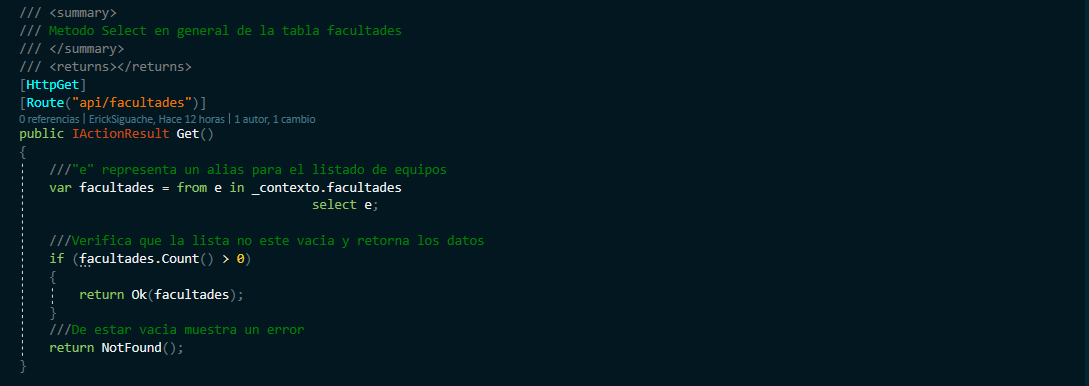 /// <summary>
/// Metodo Select en general de la tabla facultades
/// </summary>
/// <returns></returns>
[HttpGet]
[Route("api/facultades")]
0 referencias | ErickSiguache, Hace 12 horas | 1 autor, 1 cambio
public IActionResult Get()
{
///"e" representa un alias para el listado de equipos
var facultades = from e in _contexto.facultades
select e;
///Verifica que la lista no este vacia y retorna los datos
if (facultades.Count() > 0)
{
return Ok(facultades);
}
///De estar vacia muestra un error
return NotFound();
}